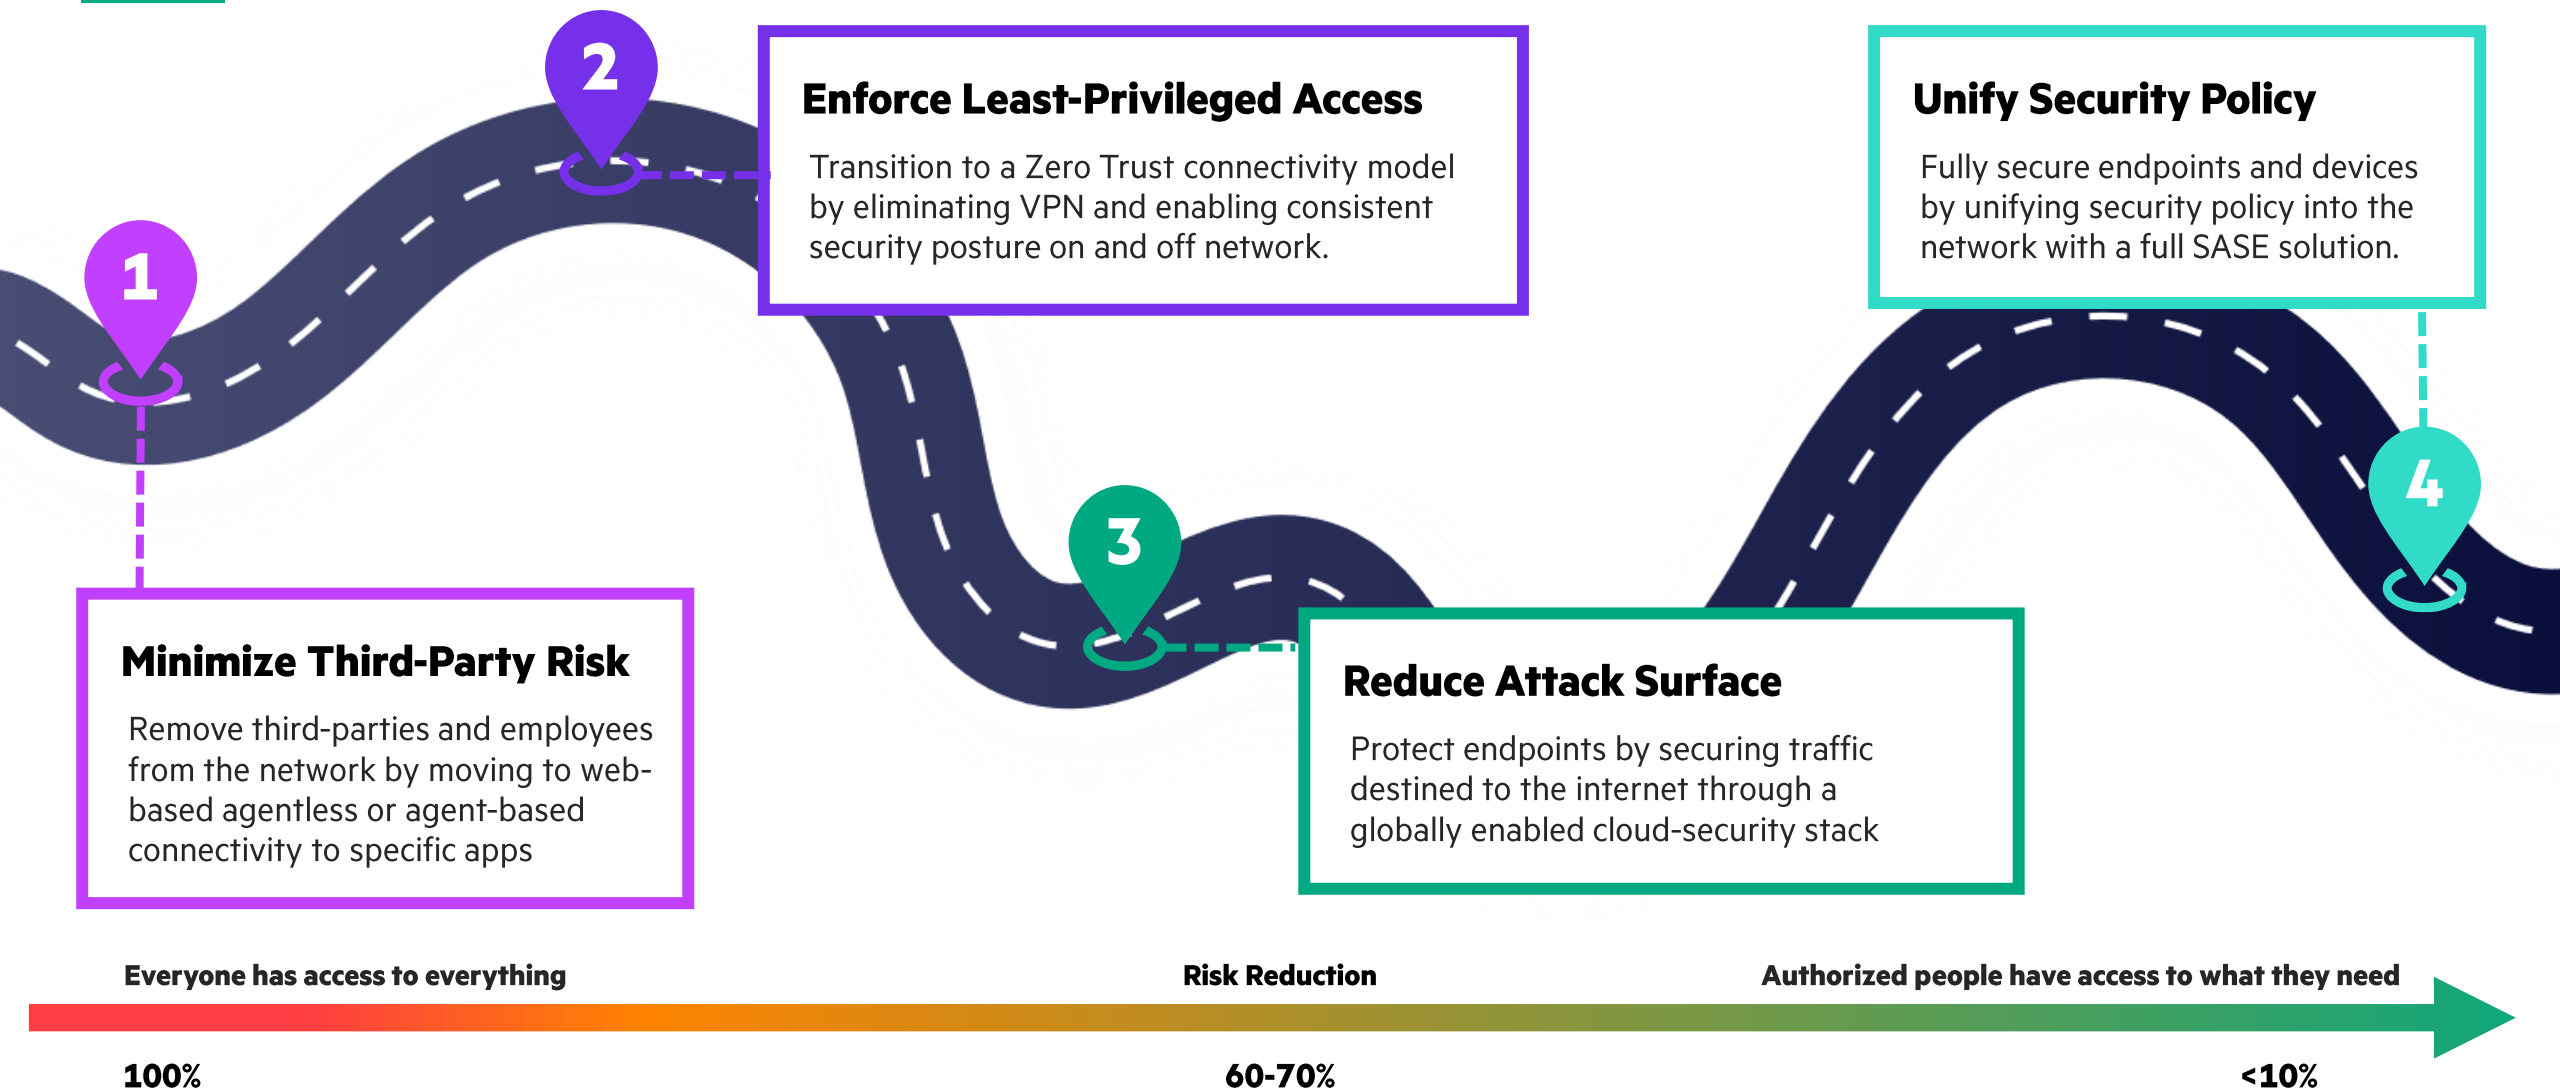 1
Minimize Third-Party Risk
Remove third-parties and employees
from the network by moving to web-
based agentless or agent-based
connectivity to specific apps
2
Enforce Least-Privileged Access
Transition to a Zero Trust connectivity model
by eliminating VPN and enabling consistent
security posture on and off network.
3
Reduce Attack Surface
Protect endpoints by securing traffic
destined to the internet through a
globally enabled cloud-security stack
4
Unify Security Policy
Fully secure endpoints and devices
by unifying security policy into the
network with a full SASE solution.
Everyone has access to everything
Risk Reduction
Authorized people have access to what they need
100%
60-70%
<10%